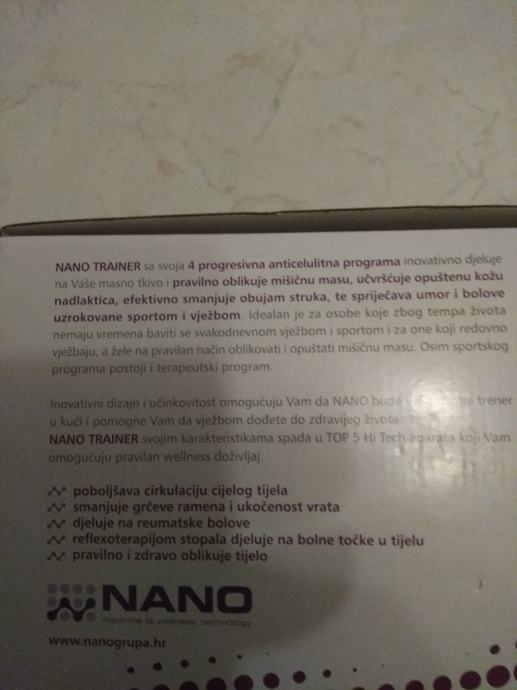 NANO TRAINER sa svoja 4 progresivna anticelulitna programa inovativno djeluje
na Vaše masno tkivo i pravilno oblikuje mišićnu masu, učvršćuje opuštenu kožu
nadlaktica, efektivno smanjuje obujam struka, te spriječava umor i bolove
uzrokovane sportom i vježbom. Idealan je za osobe koje zbog tempa života
nemaju vremena baviti se svakodnevnom vježbom i sportom i za one koji redovno
vježbaju, a žele na pravilan način oblikovati i opuštati mišićnu masu. Osim sportskog
programa postoji i terapeutski program.
Inovativni dizajn i učinkovitost omogućuju Vam da NANO bude trener
u kući i pomogne Vam da vježbom dođete do zdravijeg života.
NANO TRAINER svojim karakteristikama spada u TOP 5 Hi Tech aparata koji Vam
omogućuju pravilan wellness doživljaj.
poboljšava cirkulaciju cijelog tijela
smanjuje grčeve ramena i ukočenost vrata
djeluje na reumatske bolove
reflexoterapijom stopala djeluje na bolne točke u tijelu
pravilno i zdravo oblikuje tijelo
NANO
medicine & wellness technology
www.nanogrupa.hr